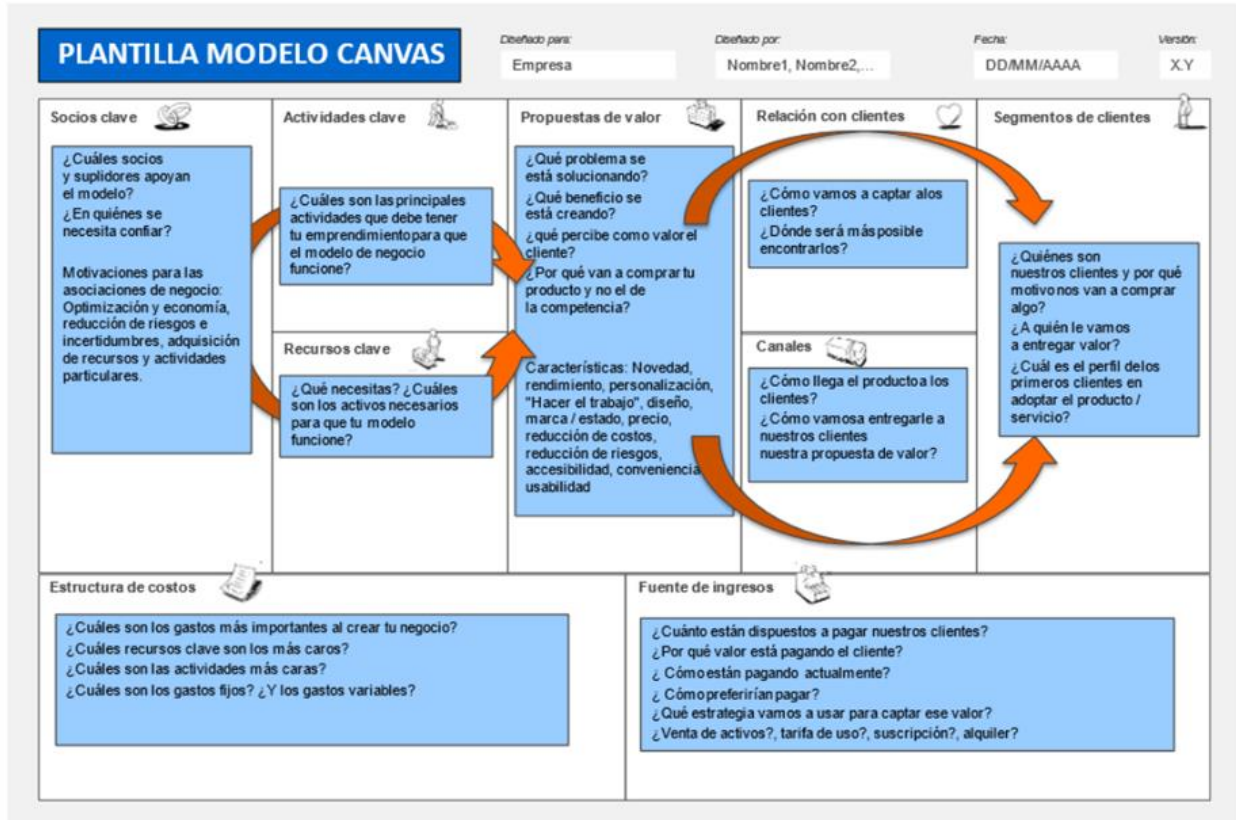 PLANTILLA MODELO CANVAS
Diseñado para:
Empresa
Diseñado por:
Nombre1, Nombre2,...
Fecha:
DD/MM/AAAA
Versión:
X.Y
Socios clave
¿Cuáles socios
y suplidores apoyan
el modelo?
¿En quiénes se
necesita confiar?
Motivaciones para las
asociaciones de negocio:
Optimización y economía,
reducción de riesgos e
incertidumbres, adquisición
de recursos y actividades
particulares.
Actividades clave
¿Cuáles son lasprincipales
actividades que debe tener
tu emprendimientopara que
el modelo de negocio
funcione?
Recursos clave
¿Qué necesitas? ¿Cuáles
son los activos necesarios
para que tu modelo
funcione?
Propuestas de valor
¿Qué problema se
está solucionando?
¿Qué beneficio se
está creando?
¿qué percibe como valorel
cliente?
¿Por qué van a comprar tu
producto y no el de
la competencia?
Características: Novedad,
rendimiento, personalización,
"Hacer el trabajo", diseño,
marca / estado, precio,
reducción de costos,
reducción de riesgos,
accesibilidad, conveniencia
usabilidad
Relación con clientes
¿Cómo vamos a captar alos
clientes?
¿Dónde será másposible
encontrarlos?
Canales
¿Cómo llega el productoa los
clientes?
¿Cómo vamosa entregarle a
nuestros clientes
nuestra propuesta de valor?
Segmentos de clientes
¿Quiénes son
nuestros clientes y por qué
motivonos van a comprar
algo?
¿A quién le vamos
a entregar valor?
¿Cuál es el perfil delos
primeros clientes en
adoptar el producto /
servicio?
Estructura de costos
¿Cuáles son los gastos más importantes al crear tu negocio?
¿Cuáles recursos clave son los más caros?
¿Cuáles son las actividades más caras?
¿Cuáles son los gastos fijos? ¿Y los gastos variables?
Fuente de ingresos
¿Cuánto están dispuestos a pagar nuestros clientes?
¿Por qué valor está pagando el cliente?
¿ Cómoestán pagando actualmente?
¿ Cómopreferirían pagar?
¿Qué estrategia vamos a usar para captar ese valor?
¿Venta de activos?, tarifa de uso?, suscripción?, alquiler?